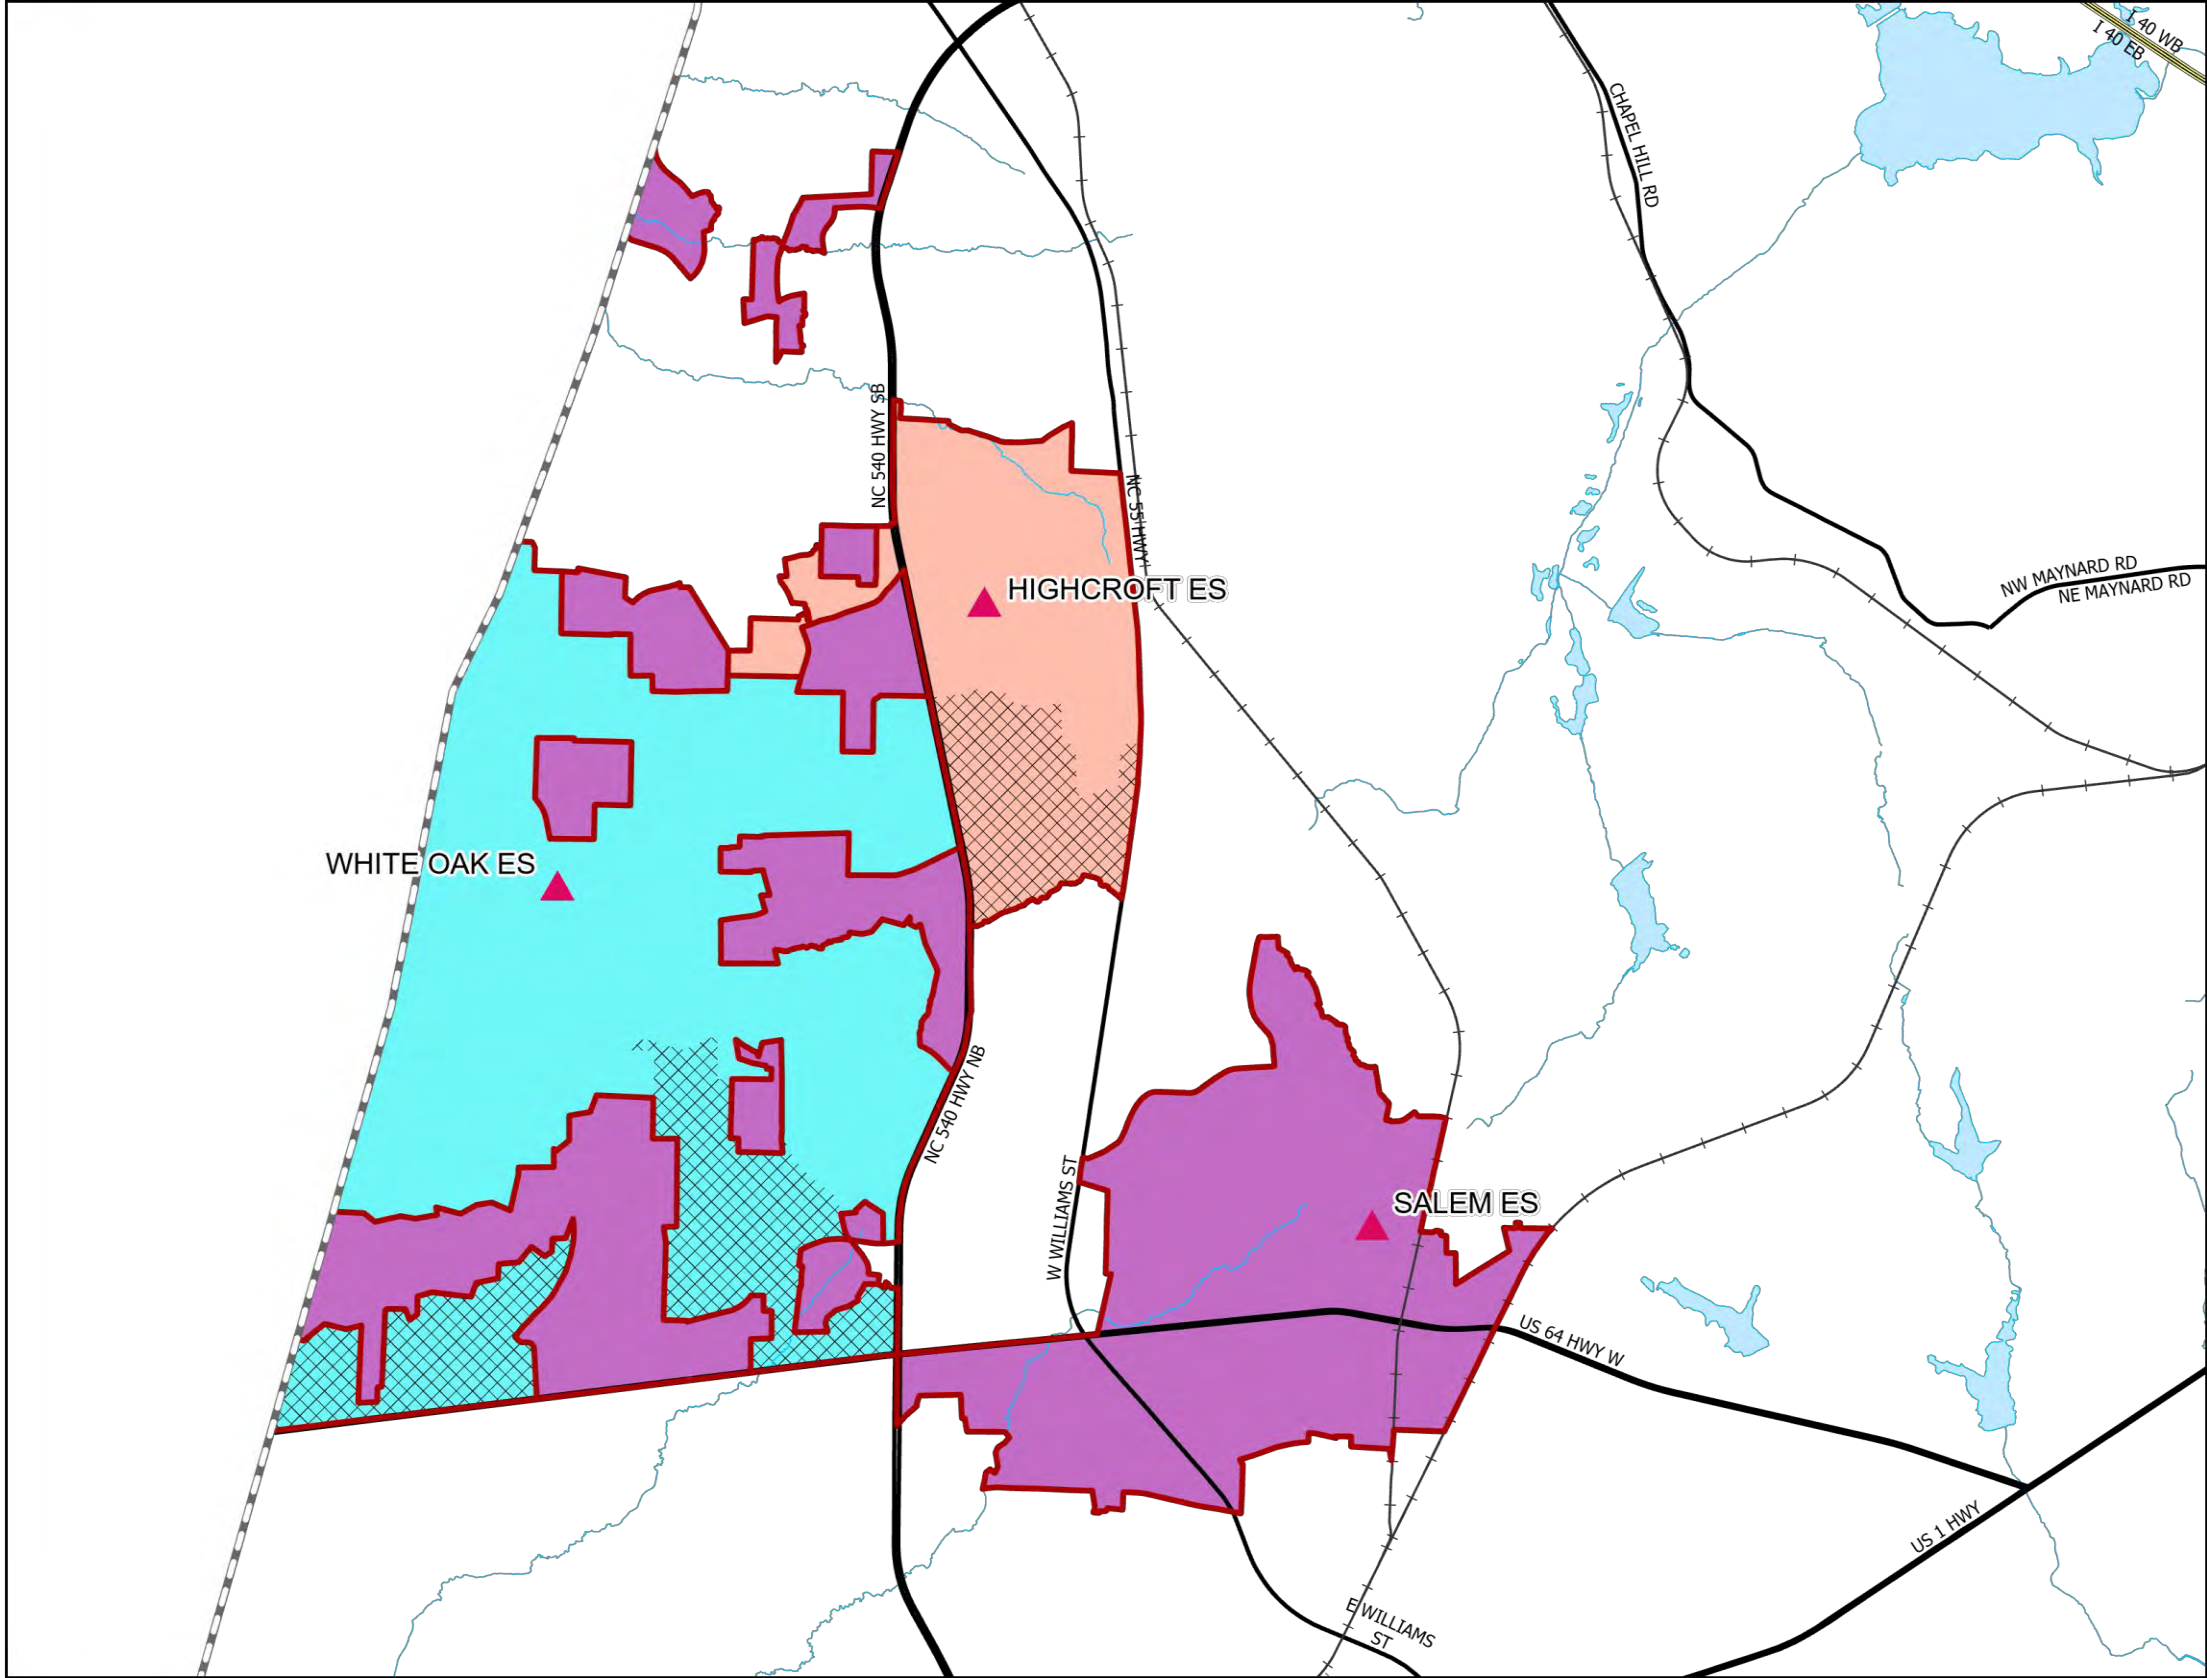 I 40 WB
I 40 EB
CHAPEL HILL RD
NC 540 HWY SB
NC 55 HWY
NW MAYNARD RD
NE MAYNARD RD
HIGHCROFT ES
WHITE OAK ES
NC 540 HWY NB
W WILLIAMS ST
SALEM ES
US 64 HWY W
US 1 HWY
E WILLIAMS
ST